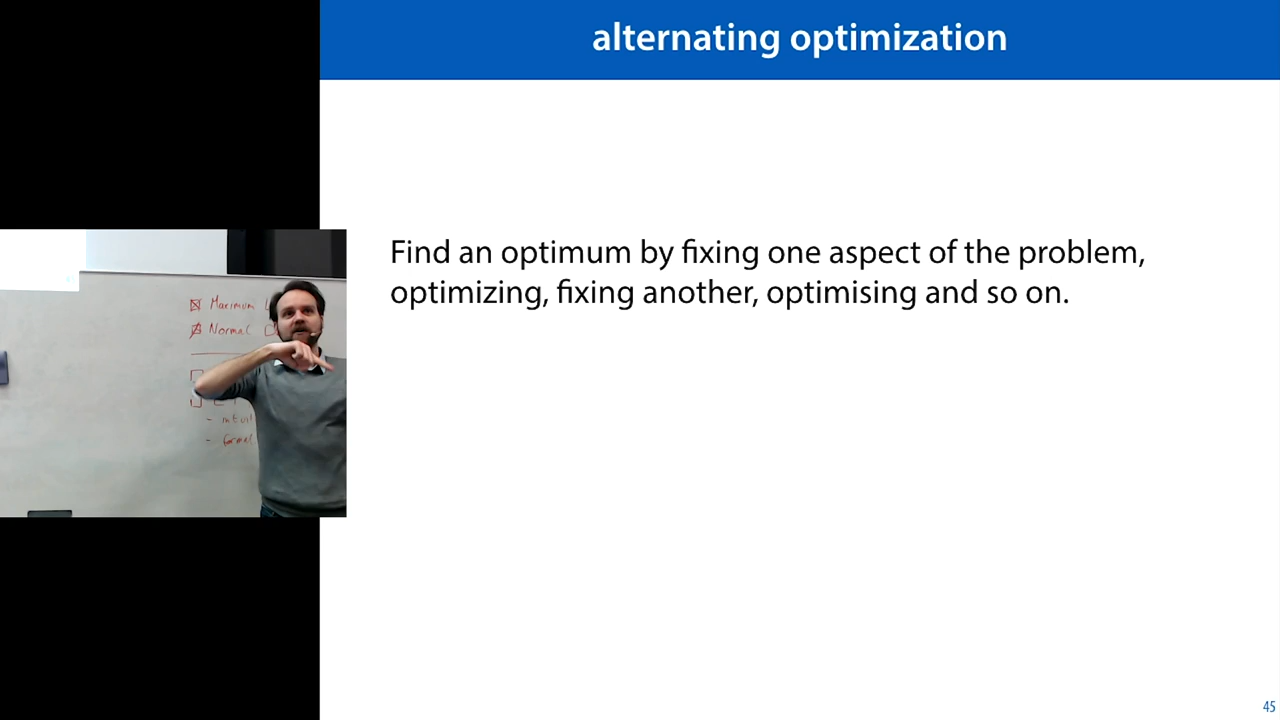 alternating optimization
Find an optimum by fixing one aspect of the problem,
optimizing, fixing another, optimising and so on.
Maximum
Normal
- formal
45